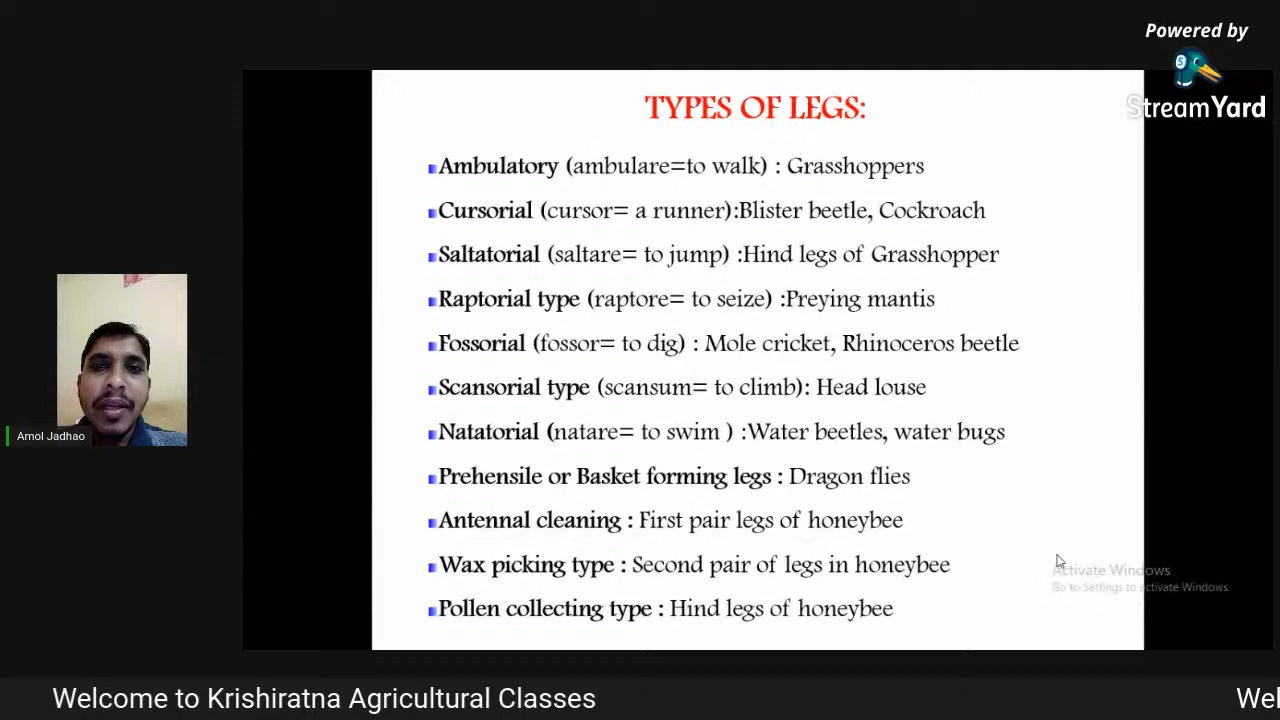 Powered by
StreamYard
TYPES OF LEGS:
Ambulatory (ambulare=to walk) : Grasshoppers
Cursorial (cursor= a runner):Blister beetle, Cockroach
Saltatorial (saltare= to jump) :Hind legs of Grasshopper
Raptorial type (raptore= to seize) :Preying mantis
Fossorial (fossor= to dig) : Mole cricket, Rhinoceros beetle
Scansorial type (scansum= to climb): Head louse
Natatorial (natare= to swim ) :Water beetles, water bugs
Prehensile or Basket forming legs : Dragon flies
Antennal cleaning : First pair legs of honeybee
Wax picking type : Second pair of legs in honeybee
Pollen collecting type : Hind legs of honeybee
Amol Jadhao
Activate Windows
Go to Settings to activate Windows.
Welcome to Krishiratna Agricultural Classes
Wel